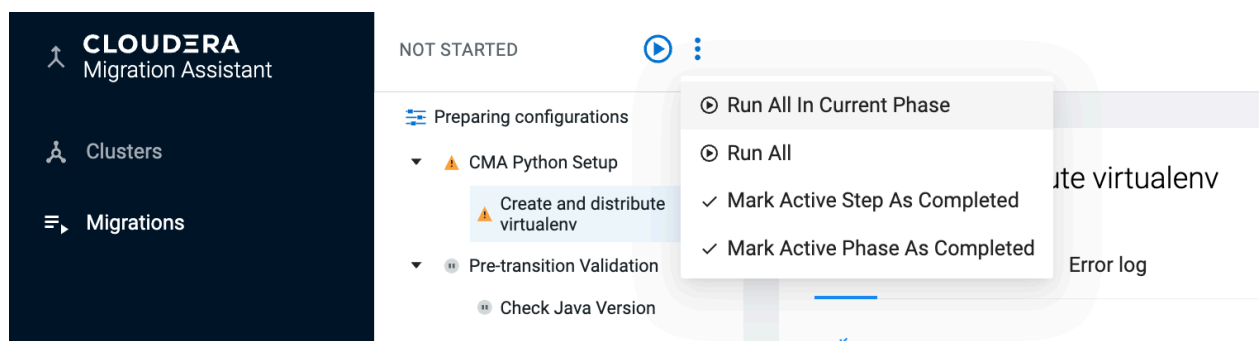 CLOUDERA
Migration Assistant
Clusters
Migrations
NOT STARTED
Preparing configurations
CMA Python Setup
Create and distribute
virtualenv
Pre-transition Validation
Check Java Version
Run All In Current Phase
Run All
Mark Active Step As Completed
Mark Active Phase As Completed
virtualenv
Error log